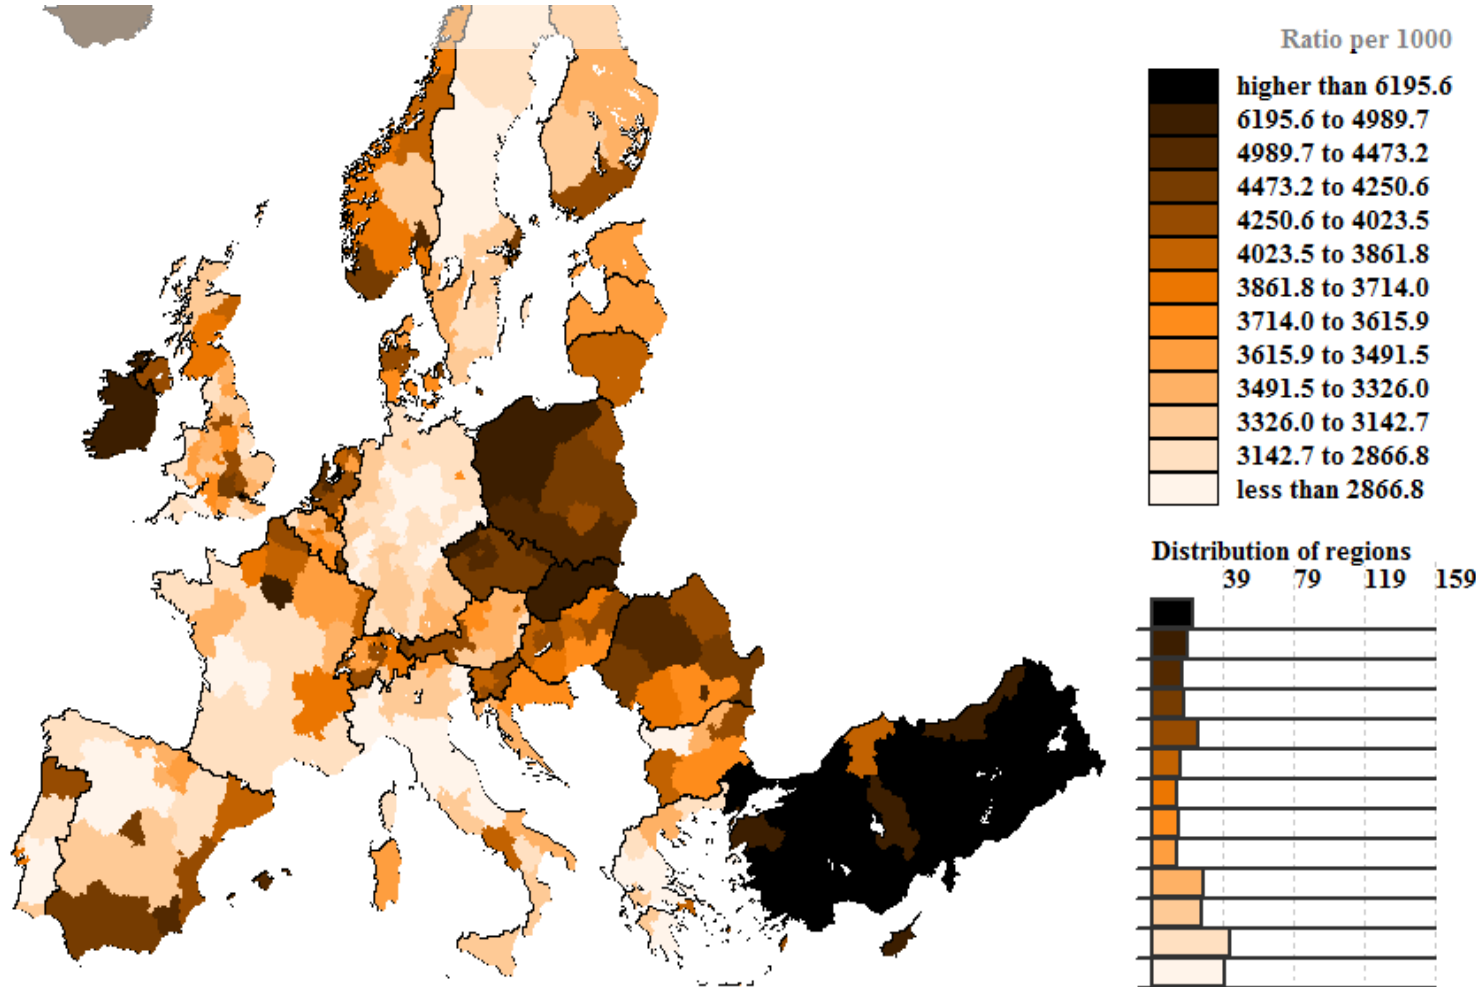 Ratio per 1000
higher than 6195.6
6195.6 to 4989.7
4989.7 to 4473.2
4473.2 to 4250.6
4250.6 to 4023.5
4023.5 to 3861.8
3861.8 to 3714.0
3714.0 to 3615.9
3615.9 to 3491.5
3491.5 to 3326.0
3326.0 to 3142.7
3142.7 to 2866.8
less than 2866.8
Distribution of regions
39 79 119 159